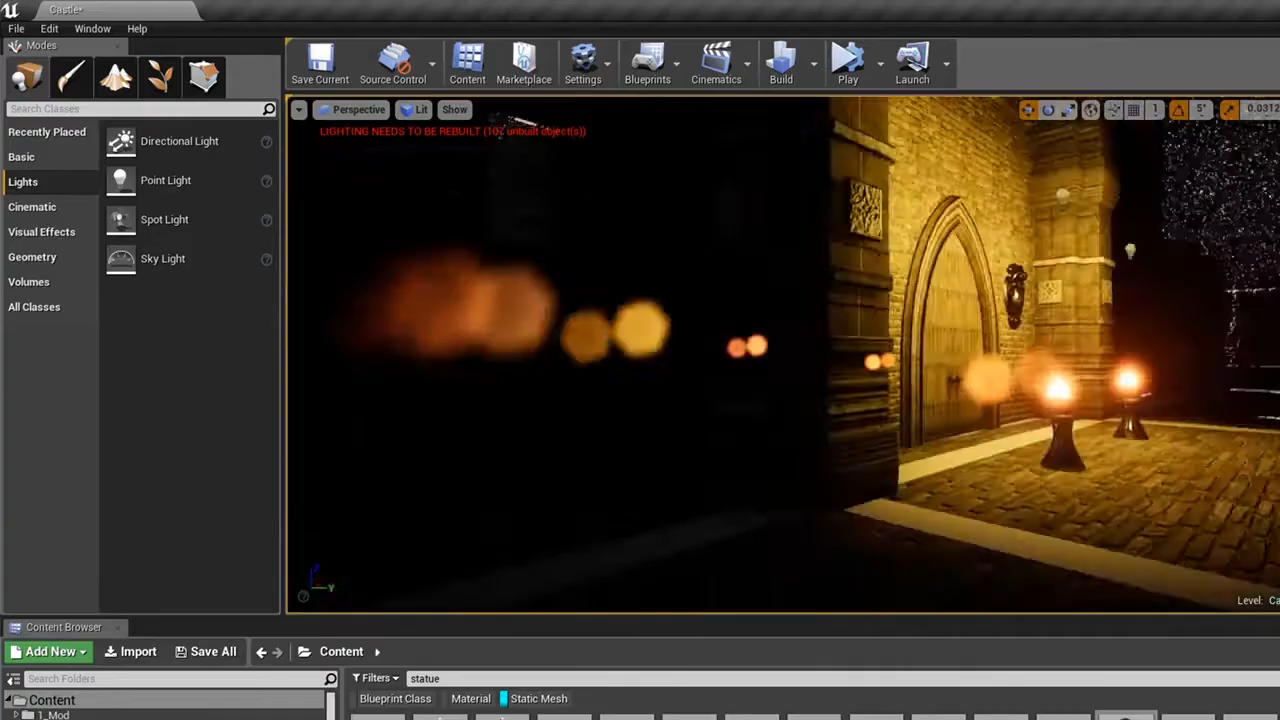 Castle*
File Edit Window Help
Modes
Search Classes
Recently Placed
Basic
Lights
Cinematic
Visual Effects
Geometry
Volumes
All Classes
Directional Light
Point Light
Spot Light
Sky Light
Save Current
Source Control
Content
Marketplace
Settings
Blueprints
Cinematics
Build
Play
Launch
Perspective Lit Show
1 5° 0.0312
LIGHTING NEEDS TO BE REBUILT (107 unbuilt object(s))
Z
Y
Level: Ca
Content Browser
Add New Import Save All Content
Search Folders
Content
1_Mod
Filters statue
Blueprint Class Material Static Mesh